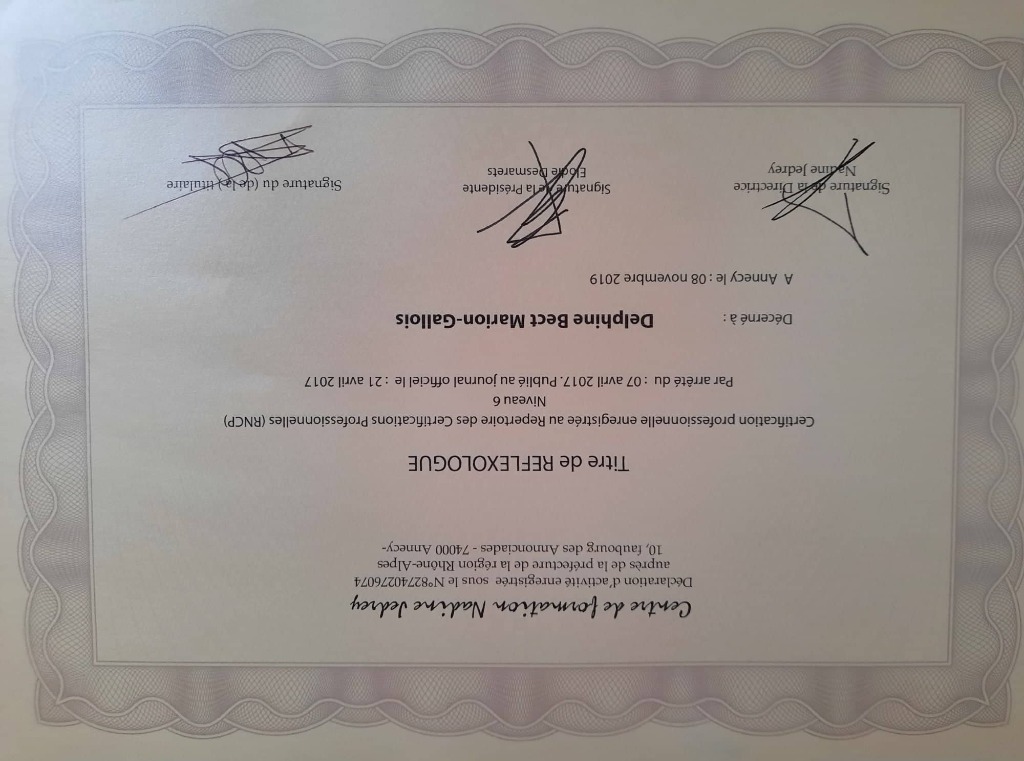 Centre de formation Nadine Jedrey
Déclaration d'activité enregistrée sous le N°82740276074
auprès de la préfecture de la région Rhône-Alpes
10, faubourg des Annonciades - 74000 Annecy-
Titre de REFLEXOLOGUE
Certification professionnelle enregistrée au Repertoire des Certifications Professionnelles (RNCP)
Niveau 6
Par arrêté du : 07 avril 2017. Publié au journal officiel le : 21 avril 2017
Décerné à : Delphine Bect Marion-Gallois
A Annecy le : 08 novembre 2019
Signature de la Directrice Signature de la Présidente Signature du (de la) titulaire
Nadine Jedrey Elodie Desmarets